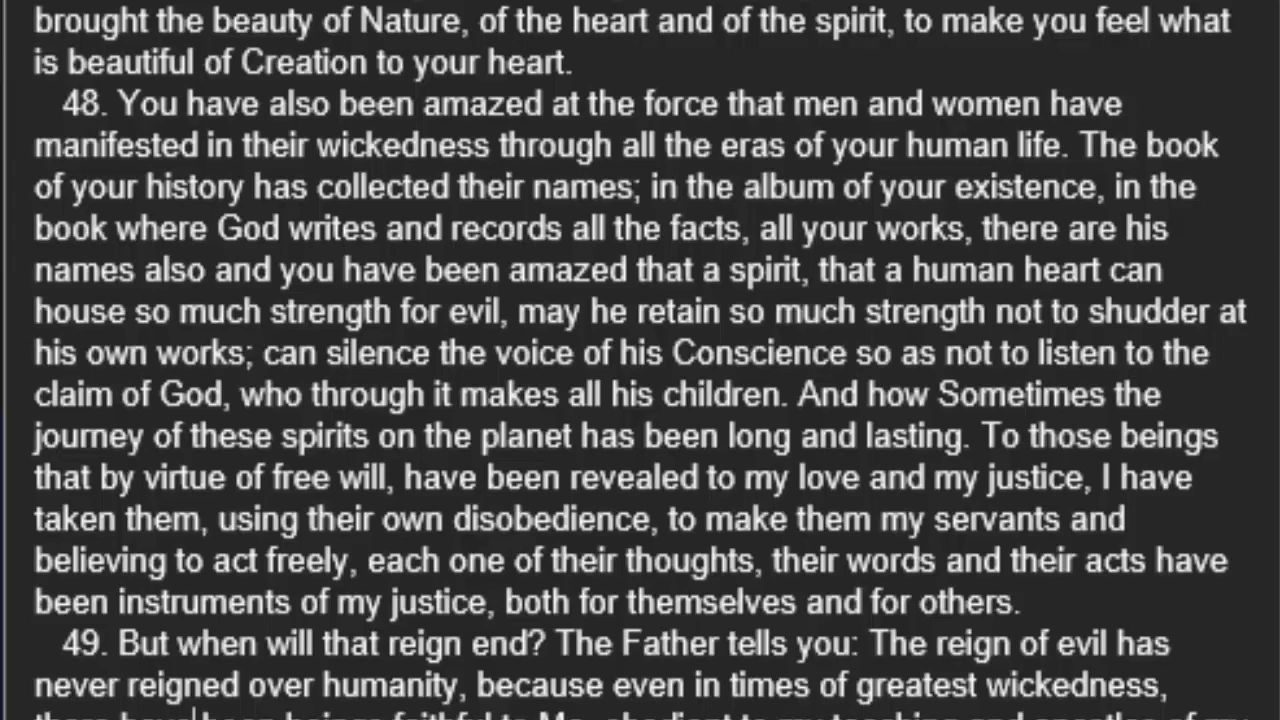 brought the beauty of Nature, of the heart and of the spirit, to make you feel what
is beautiful of Creation to your heart.
48. You have also been amazed at the force that men and women have
manifested in their wickedness through all the eras of your human life. The book
of your history has collected their names; in the album of your existence, in the
book where God writes and records all the facts, all your works, there are his
names also and you have been amazed that a spirit, that a human heart can
house so much strength for evil, may he retain so much strength not to shudder at
his own works; can silence the voice of his Conscience so as not to listen to the
claim of God, who through it makes all his children. And how Sometimes the
journey of these spirits on the planet has been long and lasting. To those beings
that by virtue of free will, have been revealed to my love and my justice, I have
taken them, using their own disobedience, to make them my servants and
believing to act freely, each one of their thoughts, their words and their acts have
been instruments of my justice, both for themselves and for others.
49. But when will that reign end? The Father tells you: The reign of evil has
never reigned over humanity, because even in times of greatest wickedness,
there have been beings faithful to Me, obedient to my teaching and